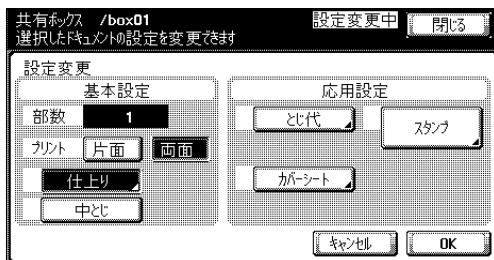 共有ボックス /box01 設定変更中 閉じる
選択したドキュメントの設定を変更できます
設定変更
基本設定 応用設定
部数 1 とじ代 スタンプ
プリント 片面 両面
仕上り カバーシート
中とじ
キャンセル OK